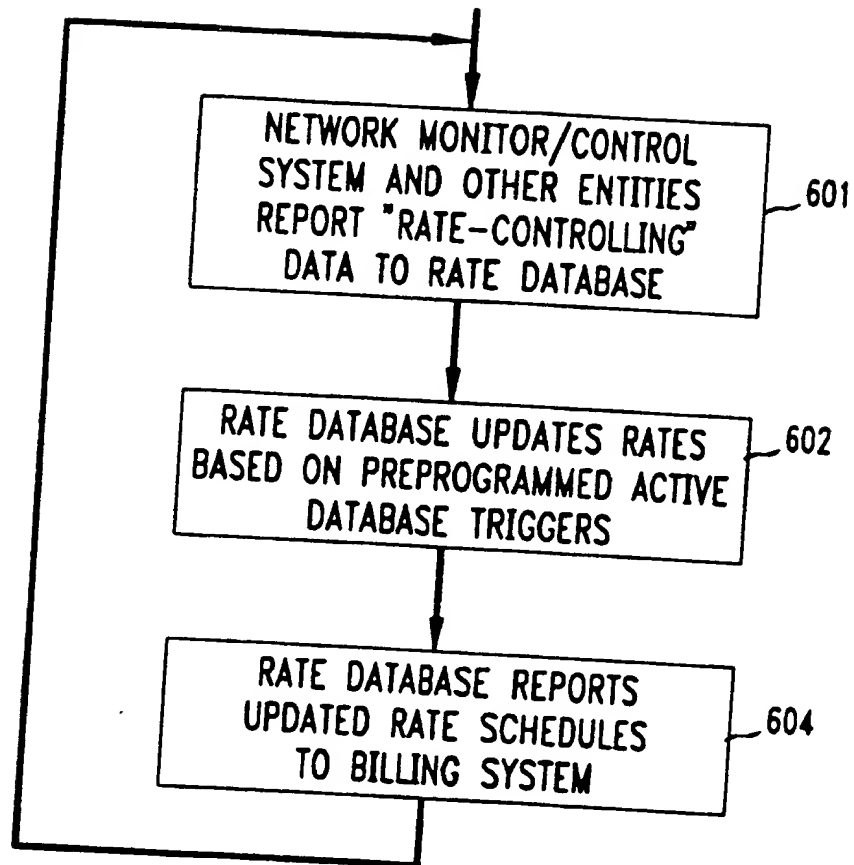 NETWORK MONITOR/CONTROL
SYSTEM AND OTHER ENTITIES
REPORT "RATE-CONTROLLING"
DATA TO RATE DATABASE
601
RATE DATABASE UPDATES RATES
BASED ON PREPROGRAMMED ACTIVE
DATABASE TRIGGERS
602
RATE DATABASE REPORTS
UPDATED RATE SCHEDULES
TO BILLING SYSTEM
604